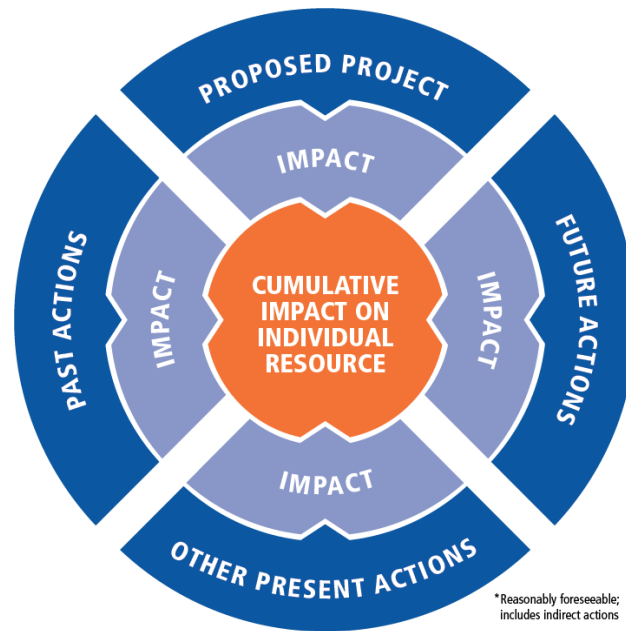 PROPOSED PROJECT
IMPACT
PAST ACTIONS
IMPACT
CUMULATIVE
IMPACT ON
INDIVIDUAL
RESOURCE
IMPACT
FUTURE ACTIONS
IMPACT
OTHER PRESENT ACTIONS
*Reasonably foreseeable;
includes indirect actions